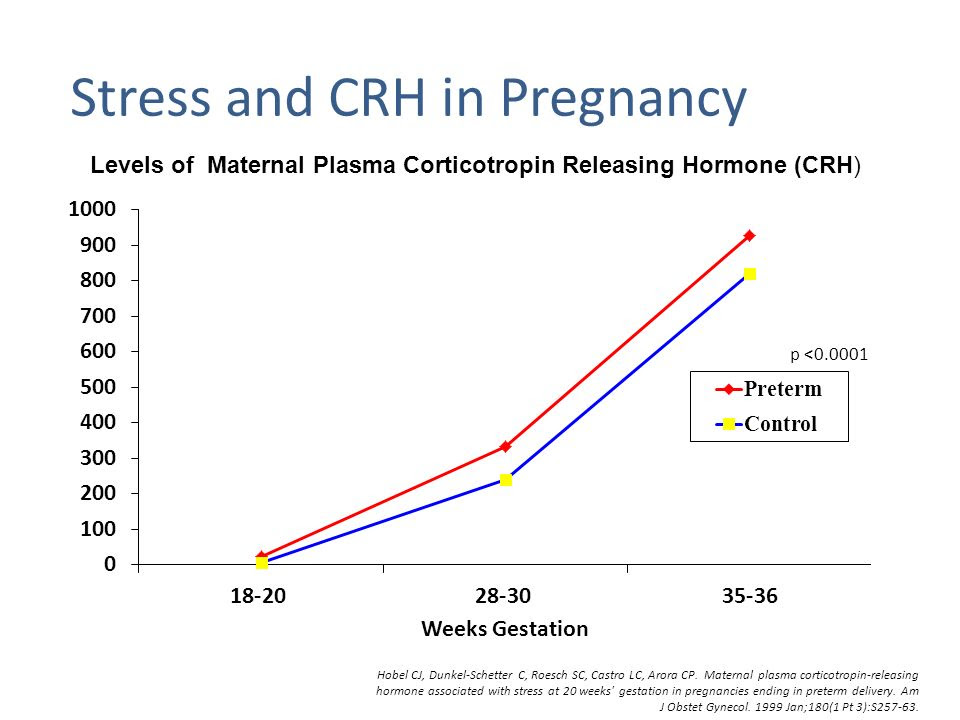 Stress and CRH in Pregnancy
Levels of  Maternal Plasma Corticotropin Releasing Hormone (CRH)
1000
900
800
700
600
500
400
300
200
100
0
p <0.0001
Preterm
Control
18-20 28-30 35-36
Weeks Gestation
Hobel CJ, Dunkel-Schetter C, Roesch SC, Castro LC, Arora CP.  Maternal plasma corticotropin-releasing
hormone associated with stress at 20 weeks' gestation in pregnancies ending in preterm delivery. Am
J Obstet Gynecol. 1999 Jan;180(1 Pt 3):S257-63.